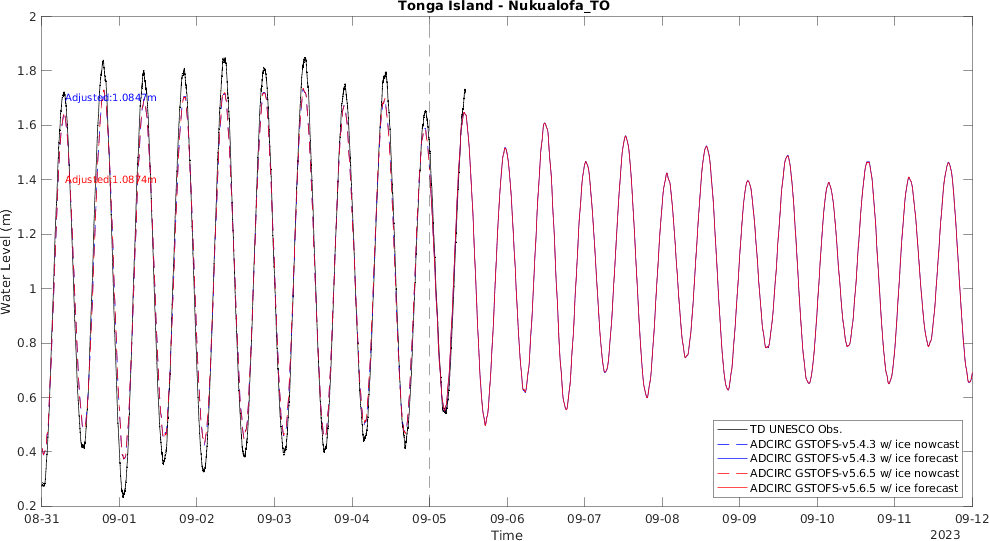 Tonga Island - Nukualofa_TO
2
1.8
1.6
1.4
1.2
1
0.8
0.6
0.4
0.2
Water Level (m)
Adjusted:1.0847m
Adjusted:1.0874m
TD UNESCO Obs.
ADCIRC GSTOFS-v5.4.3 w/ ice nowcast
ADCIRC GSTOFS-v5.4.3 w/ ice forecast
ADCIRC GSTOFS-v5.6.5 w/ ice nowcast
ADCIRC GSTOFS-v5.6.5 w/ ice forecast
08-31 09-01 09-02 09-03 09-04 09-05 09-06 09-07 09-08 09-09 09-10 09-11 09-12
Time
2023